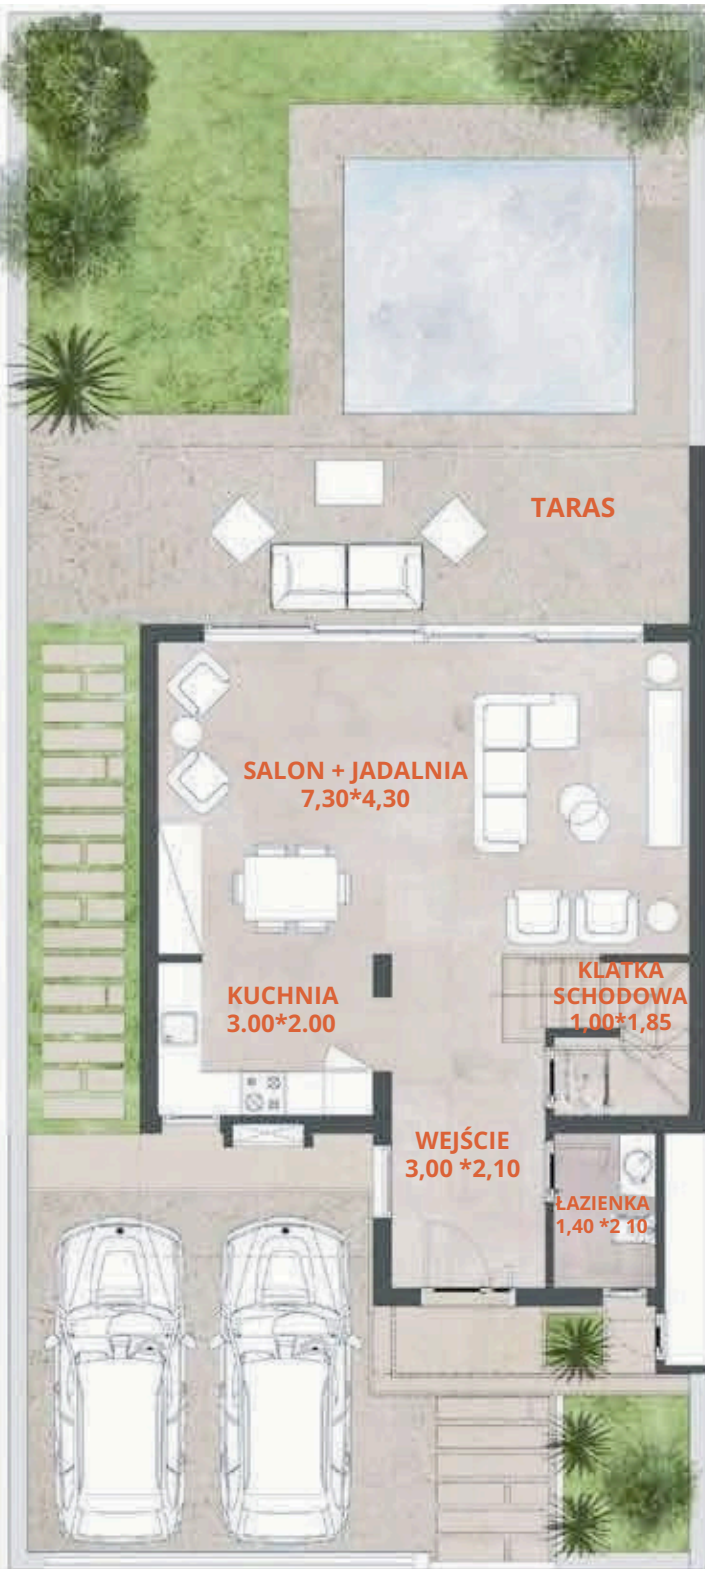 TARAS
SALON + JADALNIA
7,30*4,30
KUCHNIA
3.00*2.00
KLATKA
SCHODOWA
1,00*1,85
WEJŚCIE
3,00 *2,10
ŁAZIENKA
1,40 *2 10